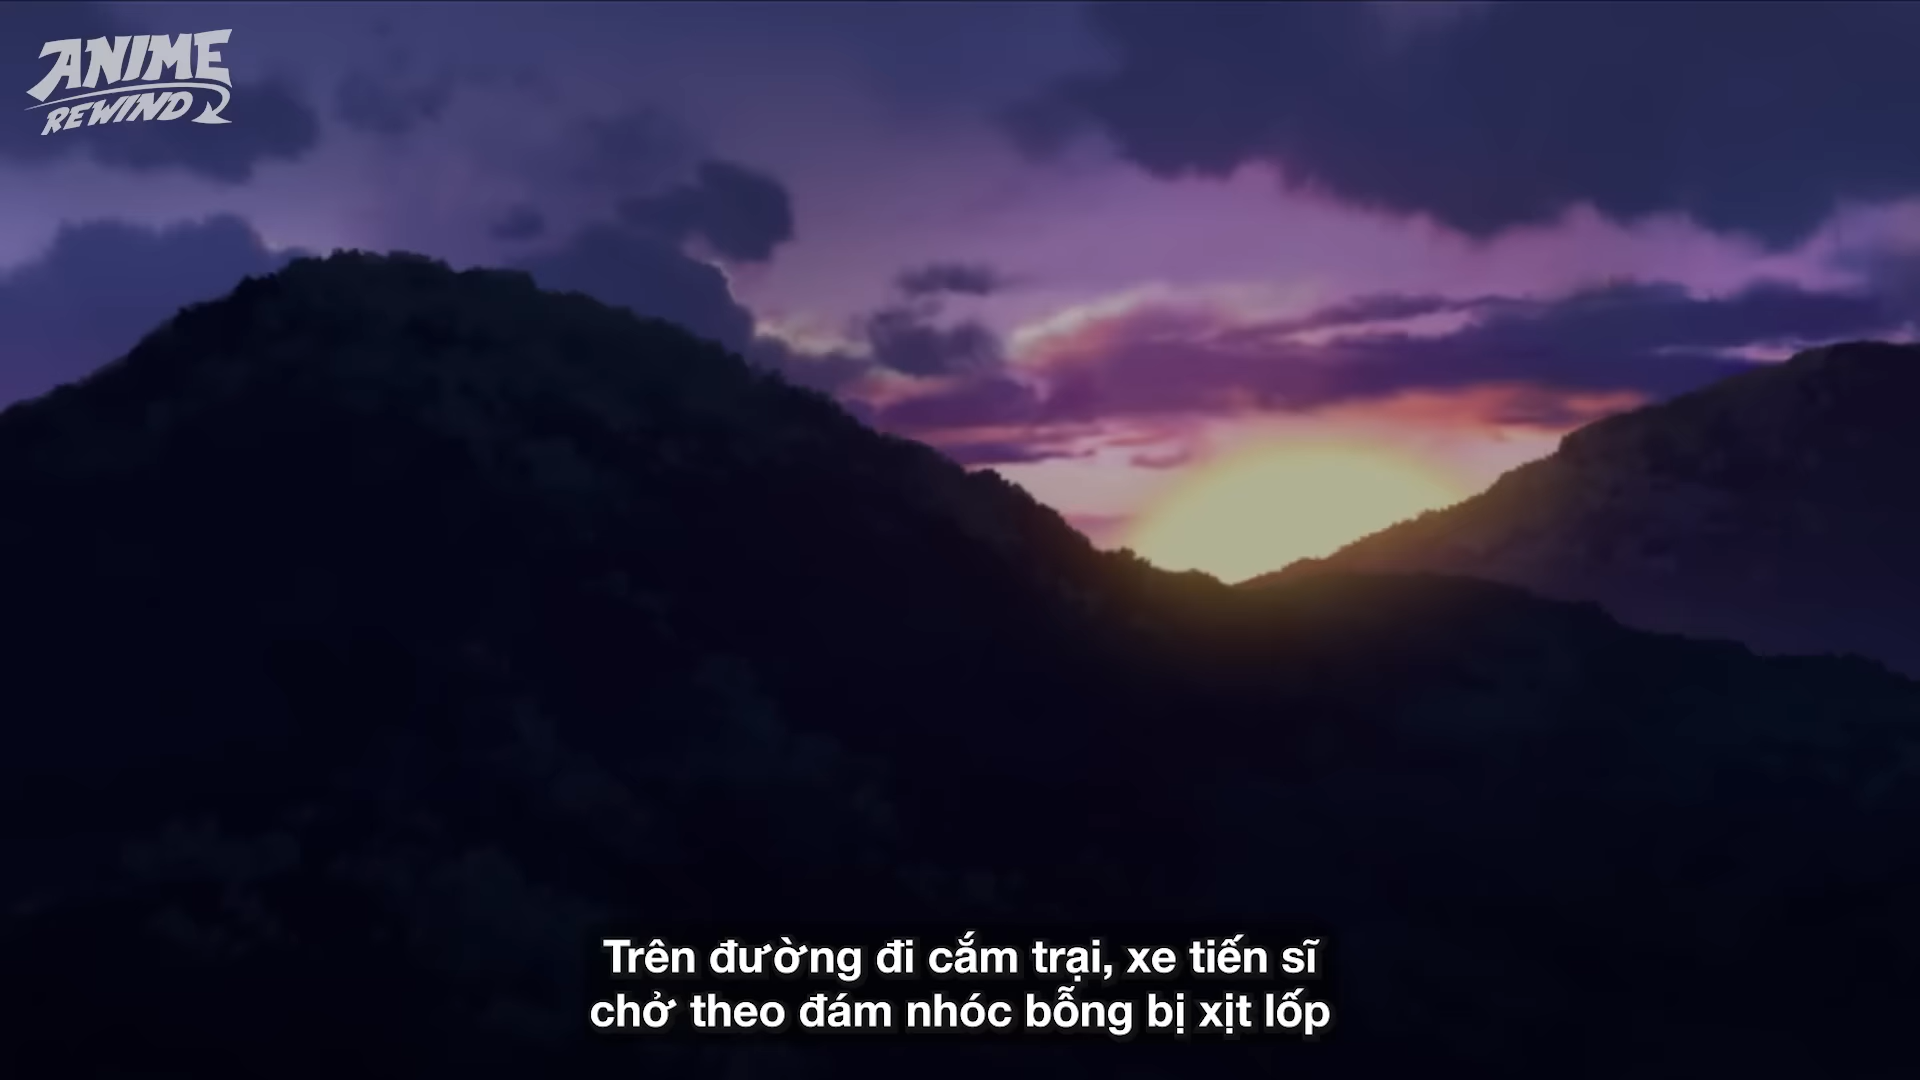 ANIME
REWIND
Trên đường đi cắm trại, xe tiến sĩ
chở theo đám nhóc bỗng bị xịt lốp